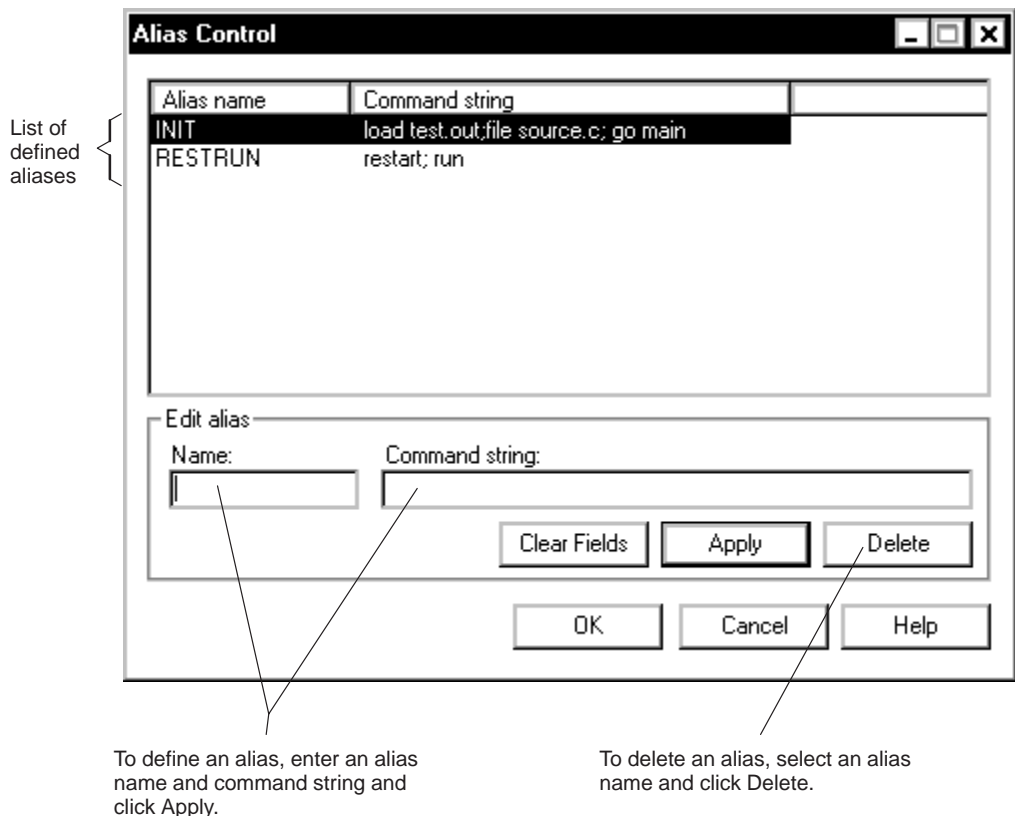 Alias Control
Alias name Command string
List of
defined
aliases
INIT load test.out;file source.c; go main
RESTRUN restart; run
Edit alias
Name: Command string:
Clear Fields Apply Delete
OK Cancel Help
To define an alias, enter an alias
name and command string and
click Apply.
To delete an alias, select an alias
name and click Delete.